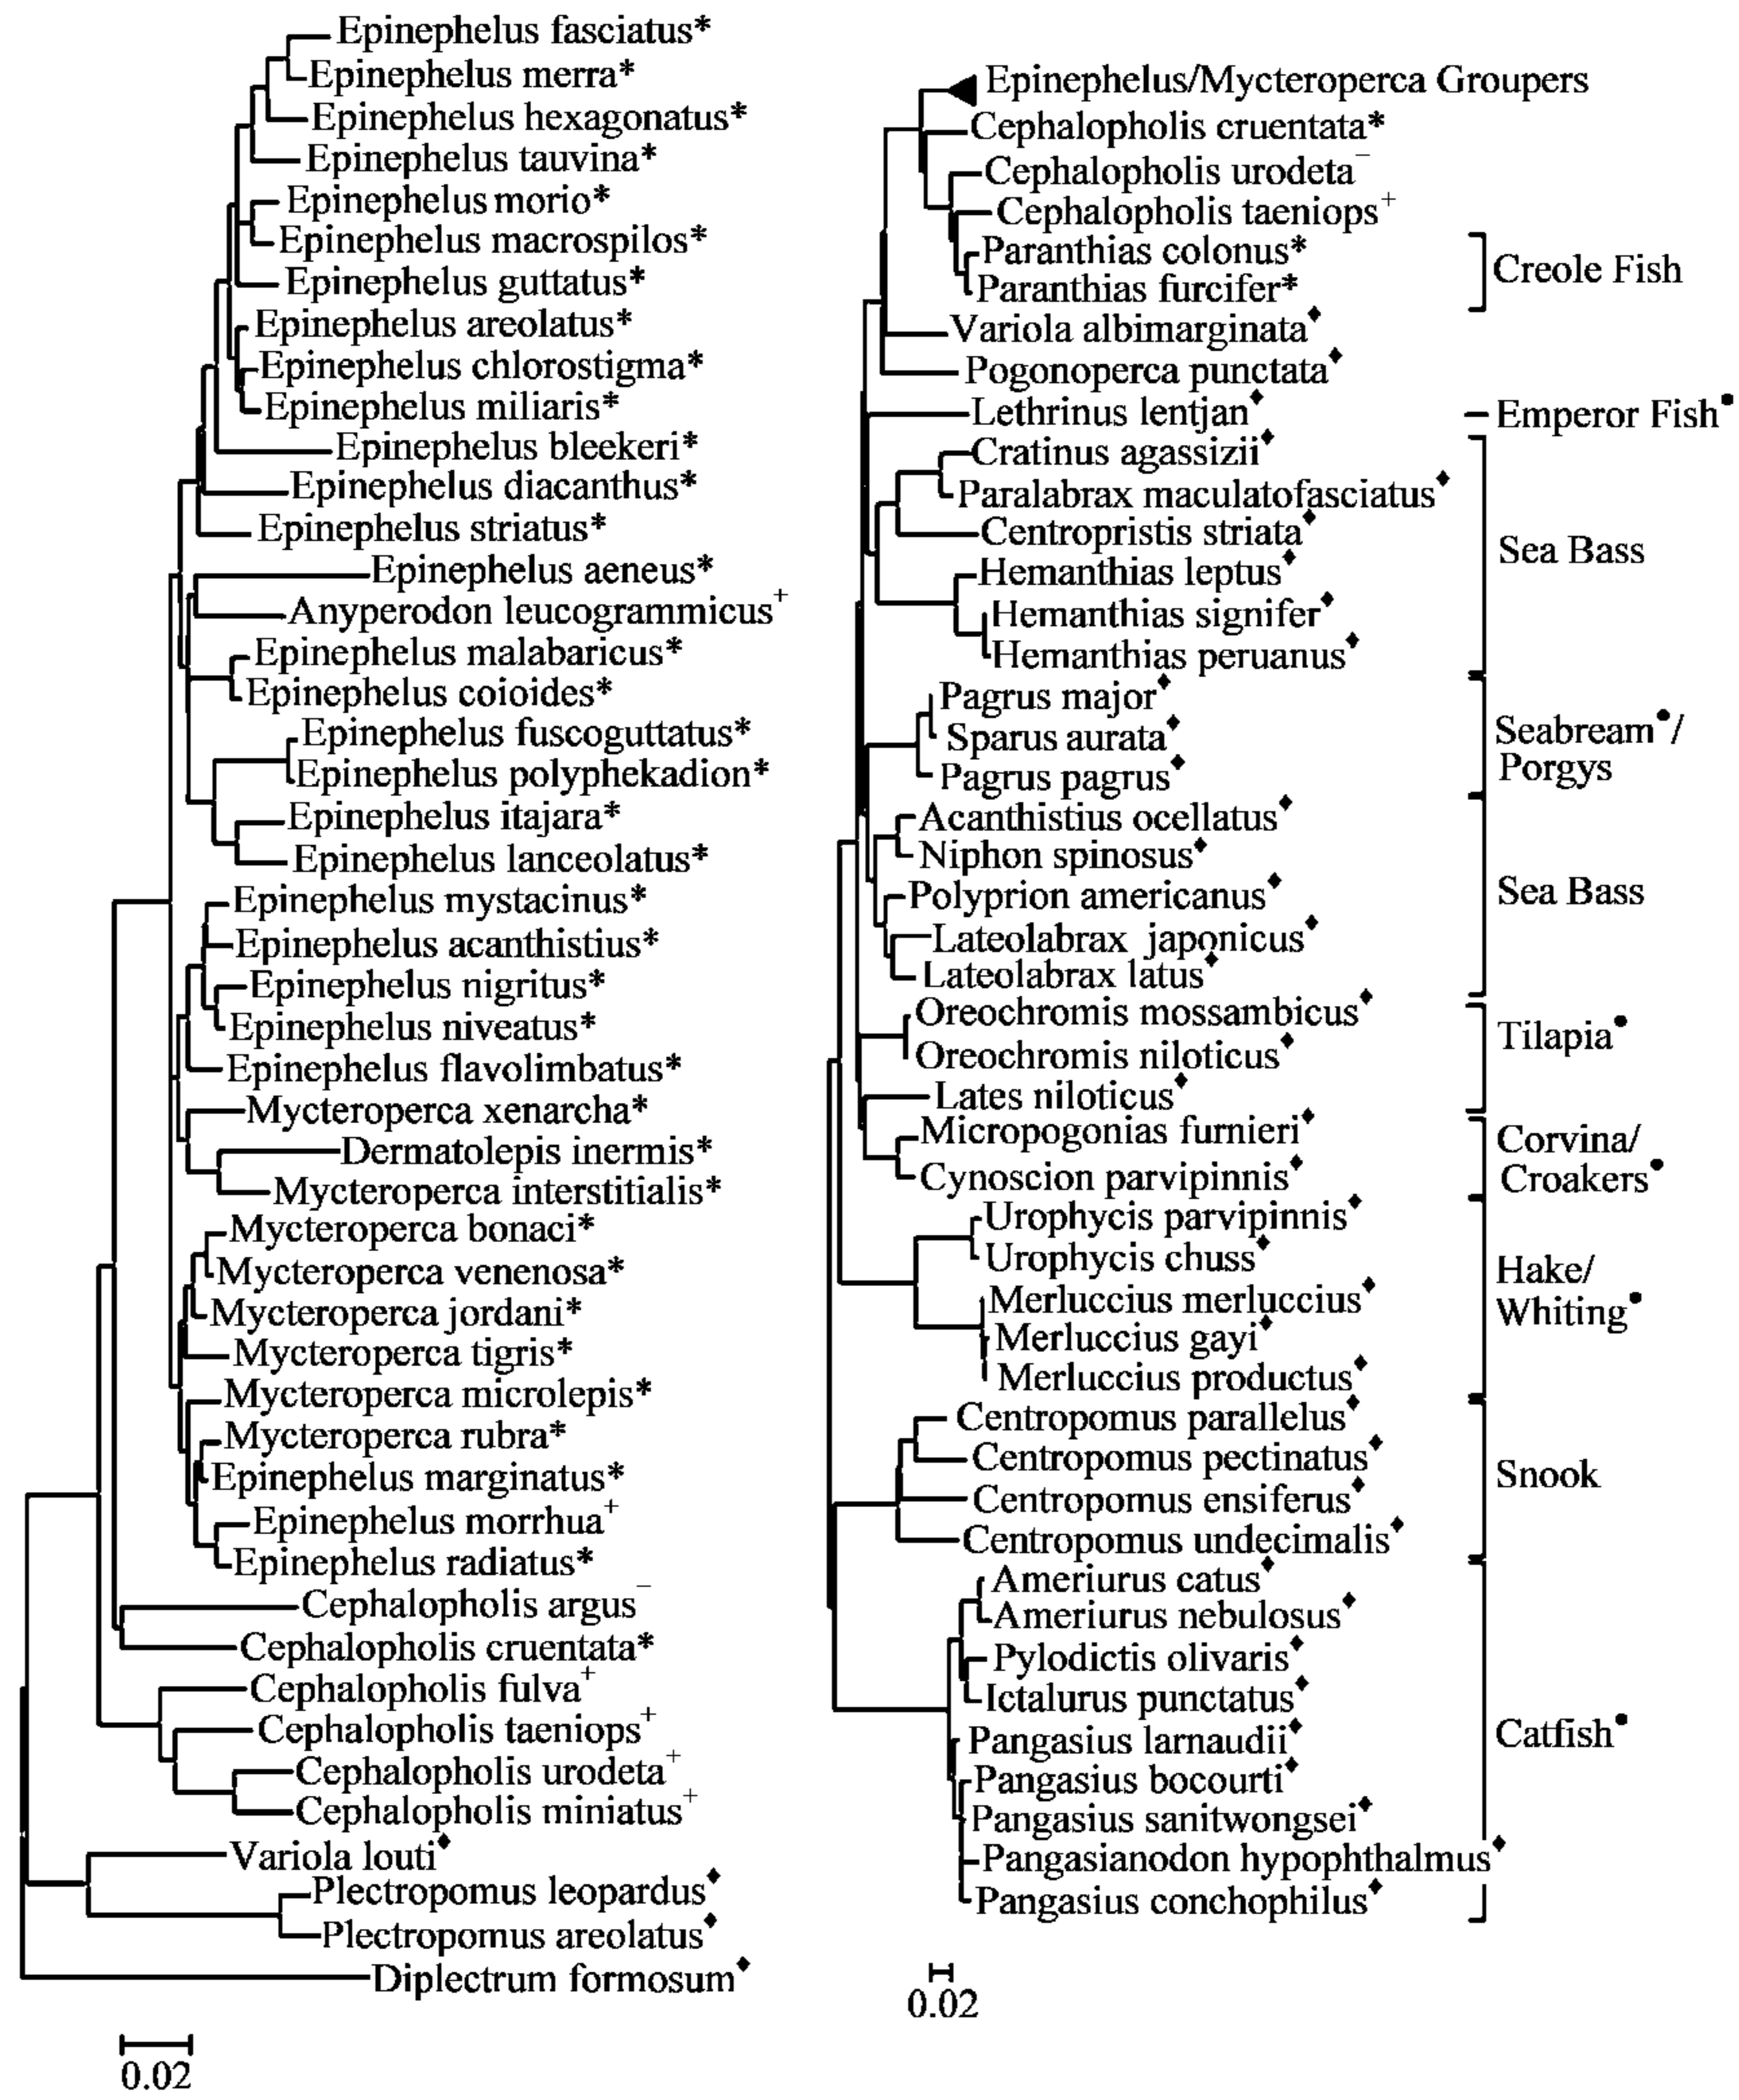 Epinephelus fasciatus*
Epinephelus merra*
Epinephelus hexagonatus*
Epinephelus tauvina*
Epinephelus morio*
Epinephelus macrospilos*
Epinephelus guttatus*
Epinephelus areolatus*
Epinephelus chlorostigma*
Epinephelus miliaris*
Epinephelus bleekeri*
Epinephelus diacanthus*
Epinephelus striatus*
Epinephelus aeneus*
Anyperodon leucogrammicus+
Epinephelus malabaricus*
Epinephelus coioides*
Epinephelus fuscoguttatus*
Epinephelus polyphekadion*
Epinephelus itajara*
Epinephelus lanceolatus*
Epinephelus mystacinus*
Epinephelus acanthistius*
Epinephelus nigritus*
Epinephelus niveatus*
Epinephelus flavolimbatus*
Mycteroperca xenarcha*
Dermatolepis inermis*
Mycteroperca interstitialis*
Mycteroperca bonaci*
Mycteroperca venenosa*
Mycteroperca jordani*
Mycteroperca tigris*
Mycteroperca microlepis*
Mycteroperca rubra*
Epinephelus marginatus*
Epinephelus morrhua+
Epinephelus radiatus*
Cephalopholis argus−
Cephalopholis cruentata*
Cephalopholis fulva+
Cephalopholis taeniops+
Cephalopholis urodeta+
Cephalopholis miniatus+
Variola louti♦
Plectropomus leopardus♦
Plectropomus areolatus♦
Diplectrum formosum♦
0.02
Epinephelus/Mycteroperca Groupers
Cephalopholis cruentata*
Cephalopholis urodeta−
Cephalopholis taeniops+
Paranthias colonus*
Paranthias furcifer*
Variola albimarginata♦
Pogonoperca punctata♦
Lethrinus lentjan♦
Cratinus agassizii♦
Paralabrax maculatofasciatus♦
Centropristis striata♦
Hemanthias leptus♦
Hemanthias signifer♦
Hemanthias peruanus♦
Pagrus major♦
Sparus aurata♦
Pagrus pagrus♦
Acanthistius ocellatus♦
Niphon spinosus♦
Polyprion americanus♦
Lateolabrax japonicus♦
Lateolabrax latus♦
Oreochromis mossambicus♦
Oreochromis niloticus♦
Lates niloticus♦
Micropogonias furnieri♦
Cynoscion parvipinnis♦
Urophycis parvipinnis♦
Urophycis chuss♦
Merluccius merluccius♦
Merluccius gayi♦
Merluccius productus♦
Centropomus parallelus♦
Centropomus pectinatus♦
Centropomus ensiferus♦
Centropomus undecimalis♦
Ameriurus catus♦
Ameriurus nebulosus♦
Pylodictis olivaris♦
Ictalurus punctatus♦
Pangasius larnaudii♦
Pangasius bocourti♦
Pangasius sanitwongsei♦
Pangasianodon hypophthalmus♦
Pangasius conchophilus♦
0.02
Creole Fish
Emperor Fish●
Sea Bass
Seabream●/
Porgys
Sea Bass
Tilapia●
Corvina/
Croakers●
Hake/
Whiting●
Snook
Catfish●